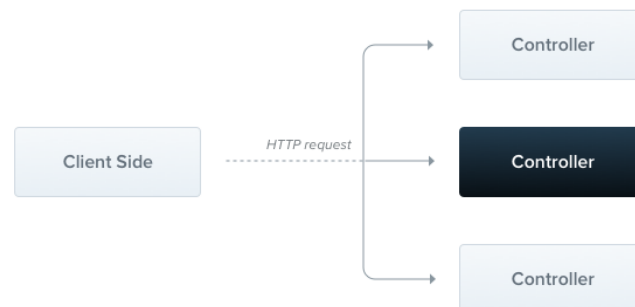 Controller
HTTP request
Client Side
Controller
Controller